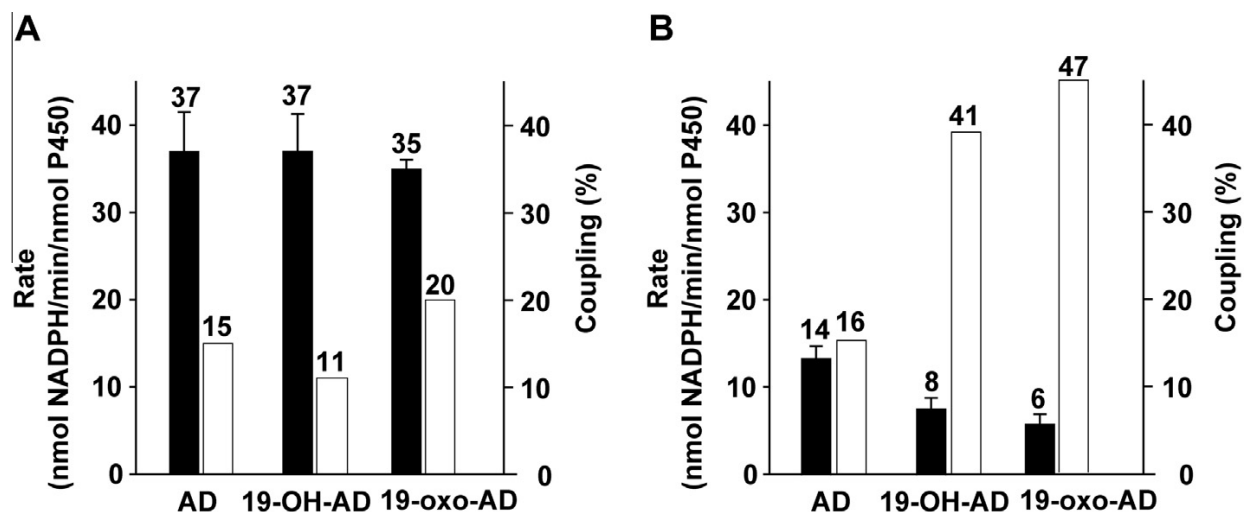 A
Rate
(nmol NADPH/min/nmol P450)
40
30
20
10
0
37
15
37
11
35
20
40
30
20
10
0
Coupling (%)
AD
19-OH-AD
19-oxo-AD
B
Rate
(nmol NADPH/min/nmol P450)
40
30
20
10
0
14
16
8
41
6
47
40
30
20
10
0
Coupling (%)
AD
19-OH-AD
19-oxo-AD